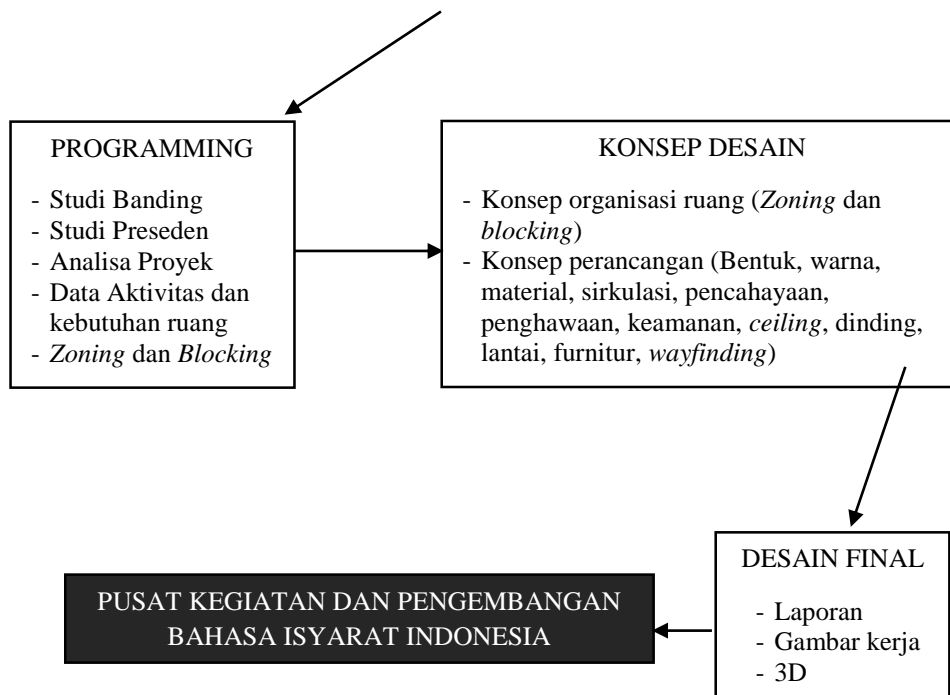 PROGRAMMING
- Studi Banding
- Studi Preseden
- Analisa Proyek
- Data Aktivitas dan
kebutuhan ruang
- Zoning dan Blocking
KONSEP DESAIN
- Konsep organisasi ruang (Zoning dan
blocking)
- Konsep perancangan (Bentuk, warna,
material, sirkulasi, pencahayaan,
penghawaan, keamanan, ceiling, dinding,
lantai, furnitur, wayfinding)
DESAIN FINAL
- Laporan
- Gambar kerja
- 3D
PUSAT KEGIATAN DAN PENGEMBANGAN
BAHASA ISYARAT INDONESIA